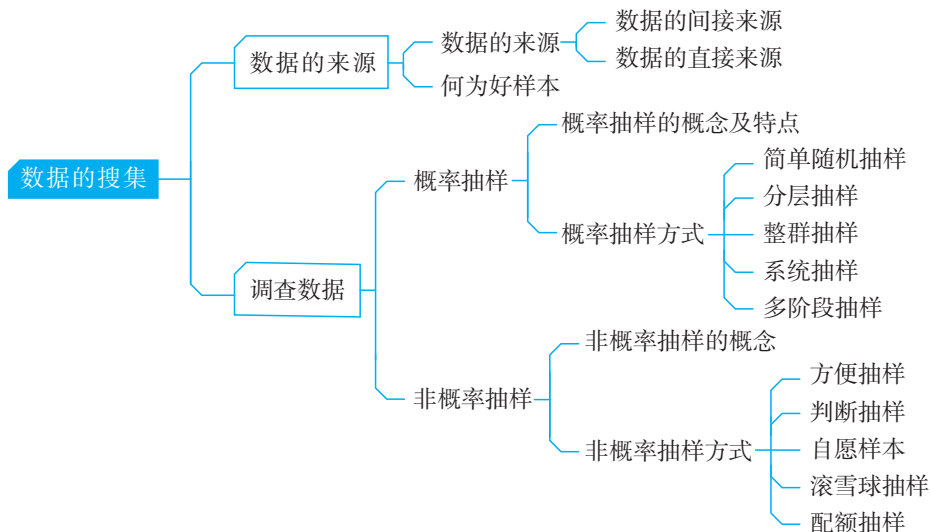 数据的搜集
数据的来源
数据的来源
数据的间接来源
数据的直接来源
何为好样本
调查数据
概率抽样
概率抽样的概念及特点
概率抽样方式
简单随机抽样
分层抽样
整群抽样
系统抽样
多阶段抽样
非概率抽样
非概率抽样的概念
非概率抽样方式
方便抽样
判断抽样
自愿样本
滚雪球抽样
配额抽样